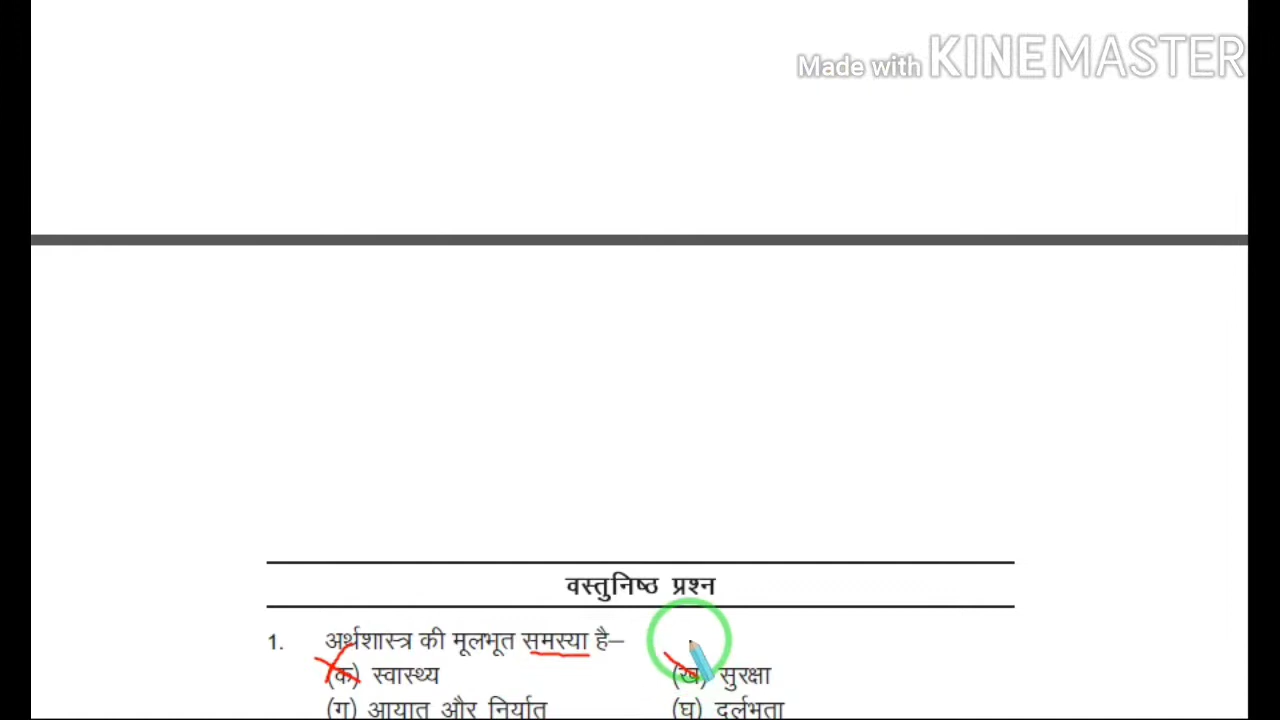 Made with KINEMASTER
वस्तुनिष्ठ प्रश्न
1. अर्थशास्त्र की मूलभूत समस्या है–
(क) स्वास्थ्य (ख) सुरक्षा
(ग) आयात और निर्यात (घ) दुर्लभता